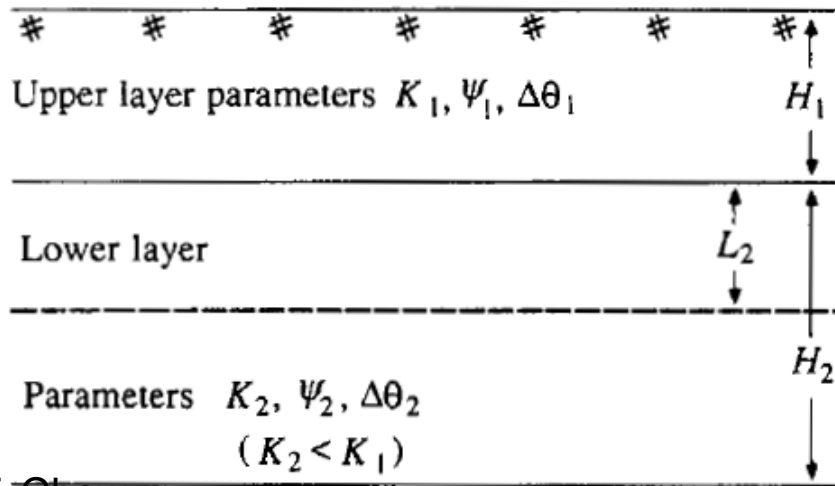 # # # # # # #
Upper layer parameters K₁, Ψ₁, Δθ₁ H₁
Lower layer L₂
H₂
Parameters K₂, Ψ₂, Δθ₂
(K₂ < K₁)